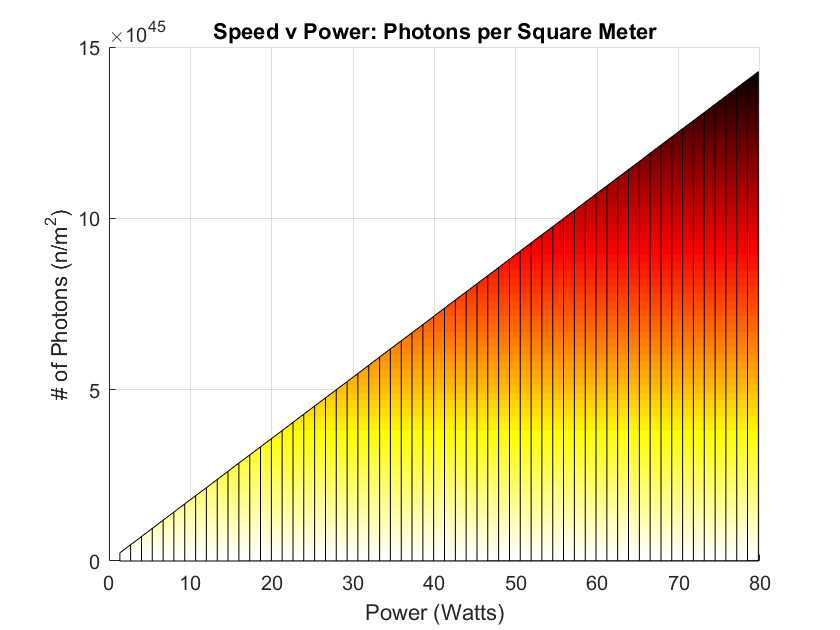 ×10^45
Speed v Power: Photons per Square Meter
15
10
5
0
# of Photons (n/m^2)
0 10 20 30 40 50 60 70 80
Power (Watts)